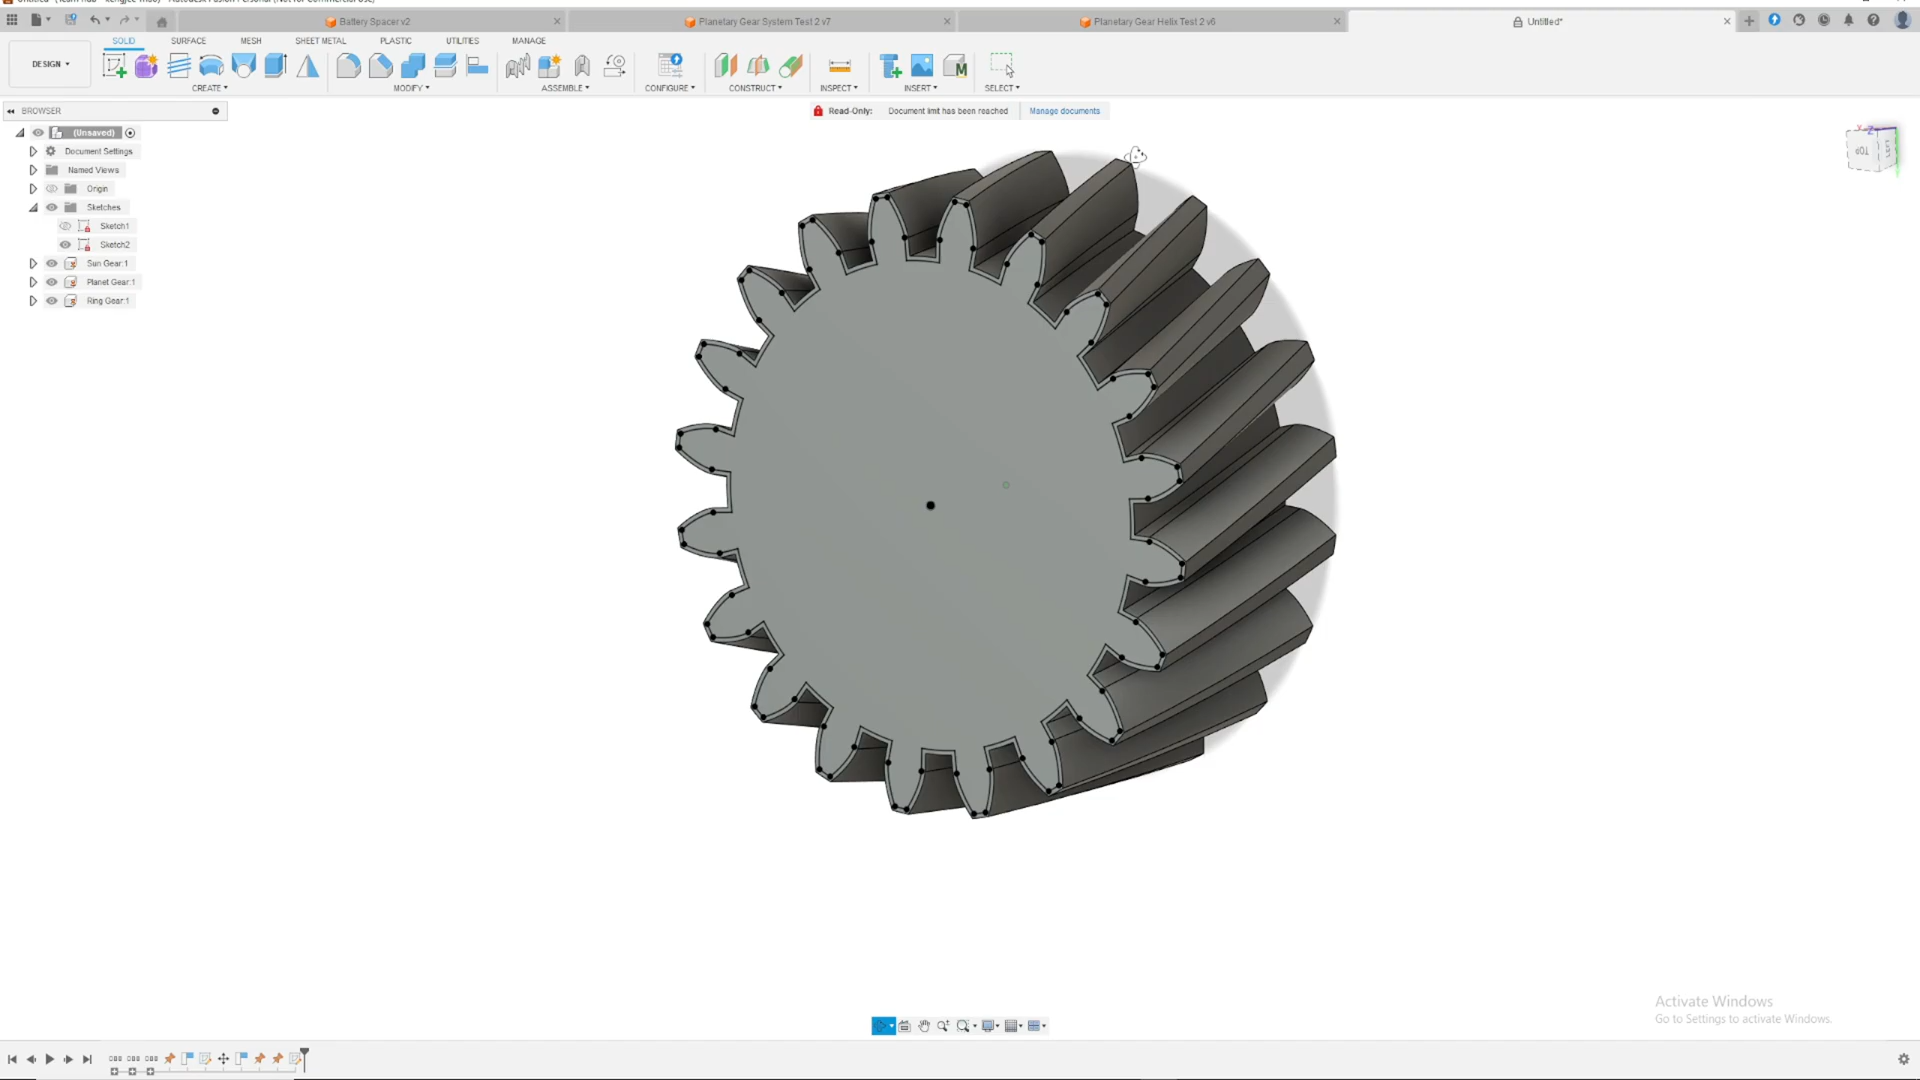 Battery Spacer v2
Planetary Gear System Test 2 v7
Planetary Gear Helix Test 2 v6
Untitled*
SOLID
SURFACE
MESH
SHEET METAL
PLASTIC
UTILITIES
MANAGE
DESIGN
CREATE
MODIFY
ASSEMBLE
CONFIGURE
CONSTRUCT
INSPECT
INSERT
SELECT
BROWSER
Read-Only: Document limit has been reached Manage documents
(Unsaved)
Document Settings
Named Views
Origin
Sketches
Sketch1
Sketch2
Sun Gear:1
Planet Gear:1
Ring Gear:1
TOP
LEFT
Activate Windows
Go to Settings to activate Windows.